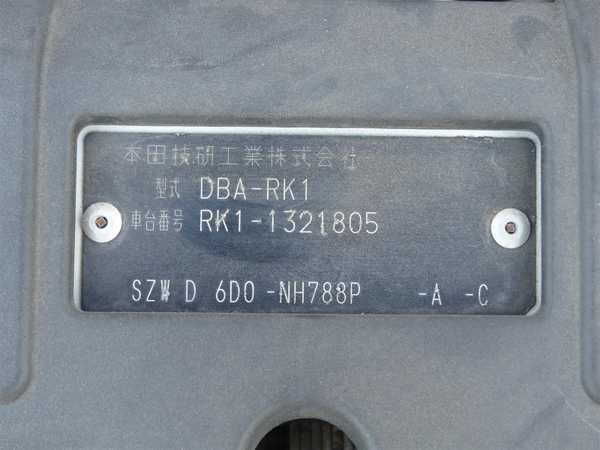 本田技研工業株式会社
型式 DBA-RK1
車台番号 RK1-1321805
SZW D 6D0 -NH788P -A -C